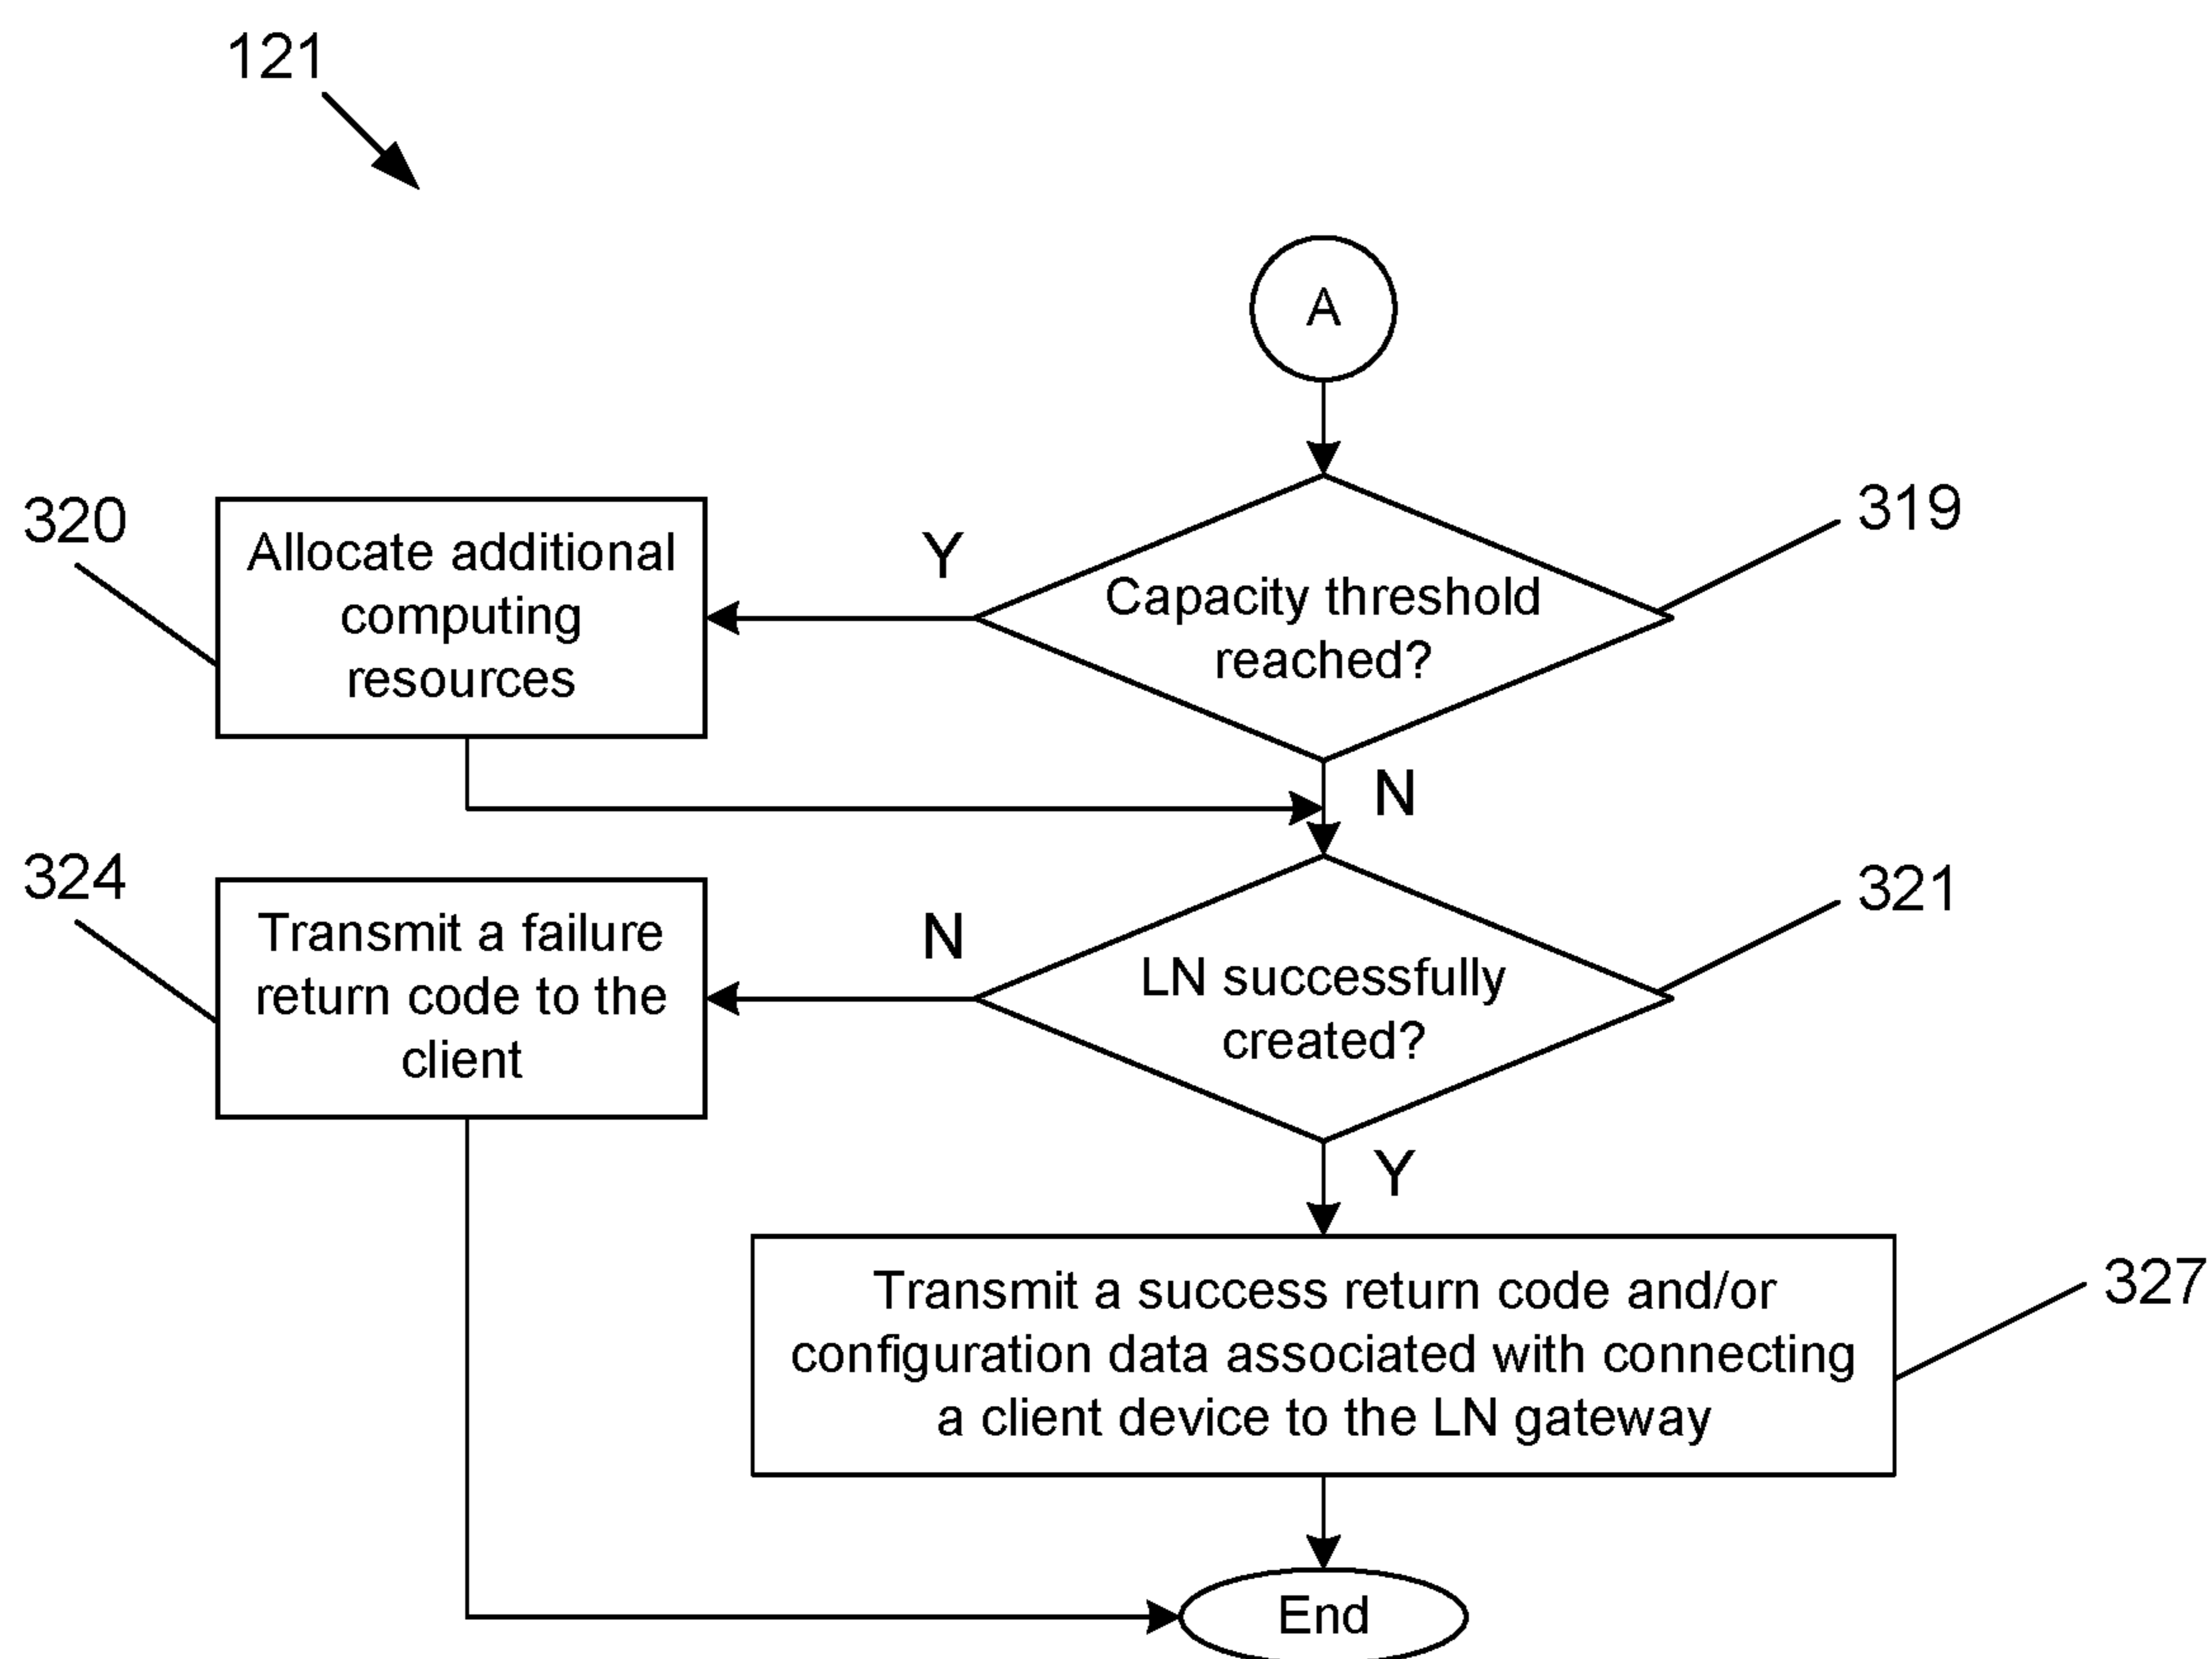 121
A
319
Capacity threshold
reached?
Y
320
Allocate additional
computing
resources
N
321
LN successfully
created?
N
324
Transmit a failure
return code to the
client
Y
327
Transmit a success return code and/or
configuration data associated with connecting
a client device to the LN gateway
End